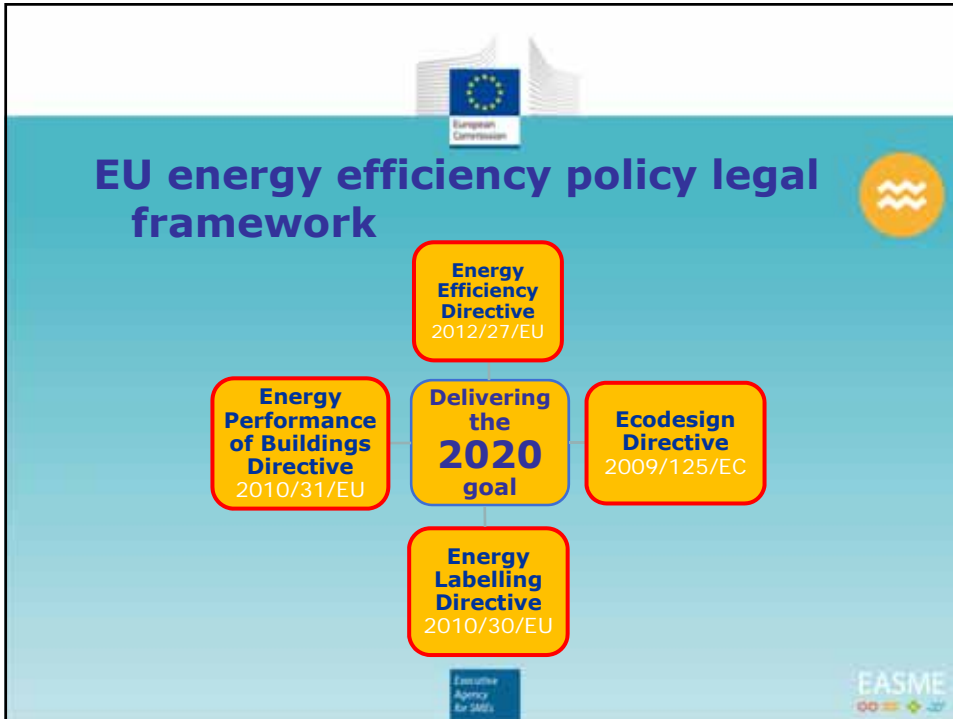 European
Commission
EU energy efficiency policy legal
framework
Energy
Efficiency
Directive
2012/27/EU
Energy
Performance
of Buildings
Directive
2010/31/EU
Delivering
the
2020
goal
Ecodesign
Directive
2009/125/EC
Energy
Labelling
Directive
2010/30/EU
Executive
Agency
for SMEs
EASME